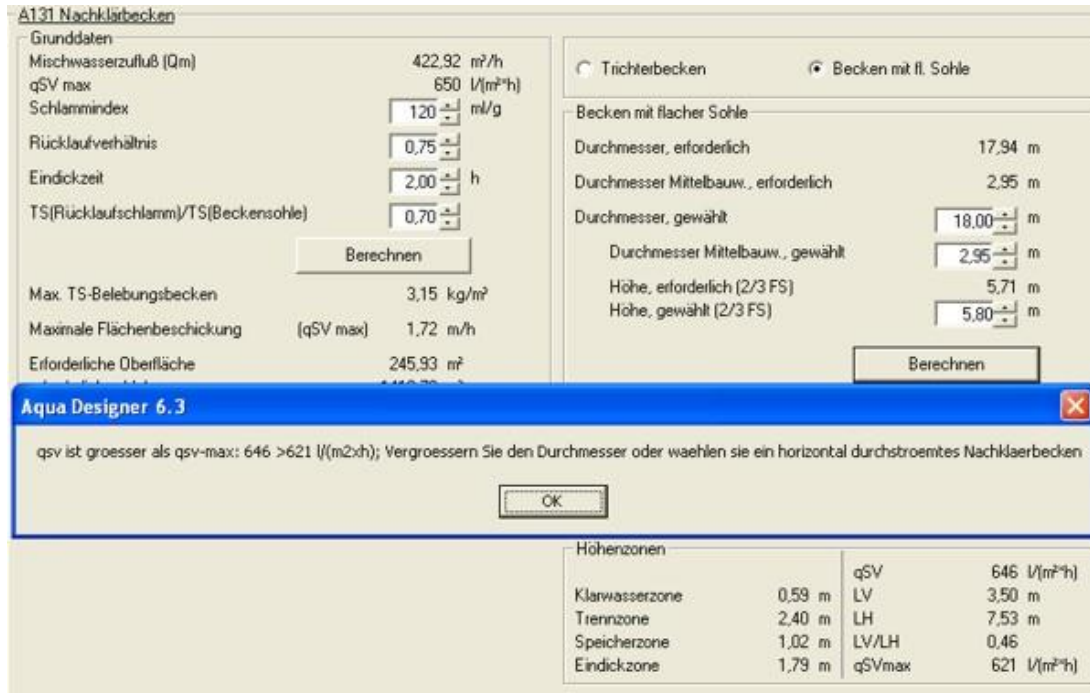 A131 Nachklärbecken
Grunddaten
Mischwasserzufluß (Qm) 422,92 m³/h
qSV max 650 l/(m²*h)
Schlammindex 120 ml/g
Rücklaufverhältnis 0,75
Eindickzeit 2,00 h
TS(Rücklaufschlamm)/TS(Beckensohle) 0,70
Berechnen
Max. TS-Belebungsbecken 3,15 kg/m³
Maximale Flächenbeschickung (qSV max) 1,72 m/h
Erforderliche Oberfläche 245,93 m²
Trichterbecken Becken mit fl. Sohle
Becken mit flacher Sohle
Durchmesser, erforderlich 17,94 m
Durchmesser Mittelbauw., erforderlich 2,95 m
Durchmesser, gewählt 18,00 m
Durchmesser Mittelbauw., gewählt 2,95 m
Höhe, erforderlich (2/3 FS) 5,71 m
Höhe, gewählt (2/3 FS) 5,80 m
Berechnen
Aqua Designer 6.3
qsv ist groesser als qsv-max: 646 >621 l/(m2xh); Vergroessern Sie den Durchmesser oder waehlen sie ein horizontal durchstroemtes Nachklaerbecken
OK
Höhenzonen
Klarwasserzone 0,59 m
Trennzone 2,40 m
Speicherzone 1,02 m
Eindickzone 1,79 m
qSV 646 l/(m²*h)
LV 3,50 m
LH 7,53 m
LV/LH 0,46
qSVmax 621 l/(m²*h)